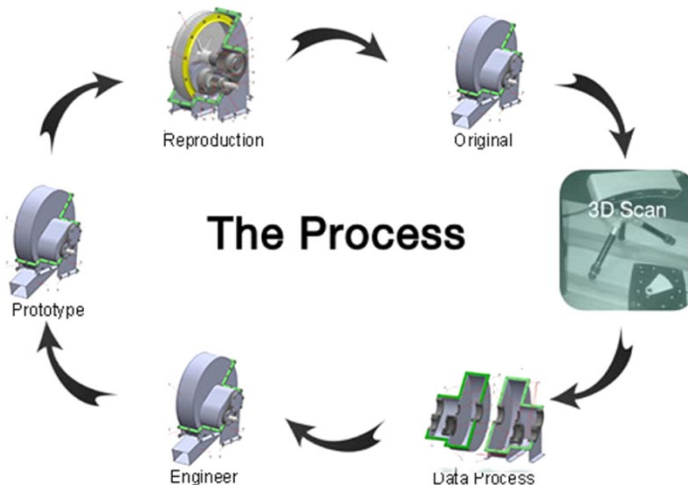 Reproduction
Original
3D Scan
The Process
Prototype
Engineer
Data Process